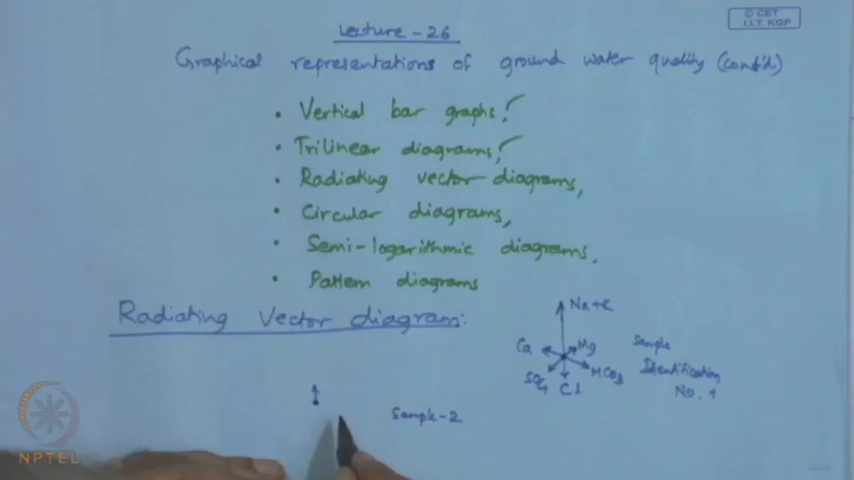 Lecture - 26
© CET
I.I.T. KGP
Graphical representations of ground water quality (cont'd.)
• Vertical bar graphs ✓
• Trilinear diagrams, ✓
• Radiating vector diagrams,
• Circular diagrams,
• Semi-logarithmic diagrams,
• Pattern diagrams
Radiating Vector diagram:
Na+K
Ca
Mg
SO4
Cl
HCO3
Sample
Identification
No. 1
Sample-2
NPTEL